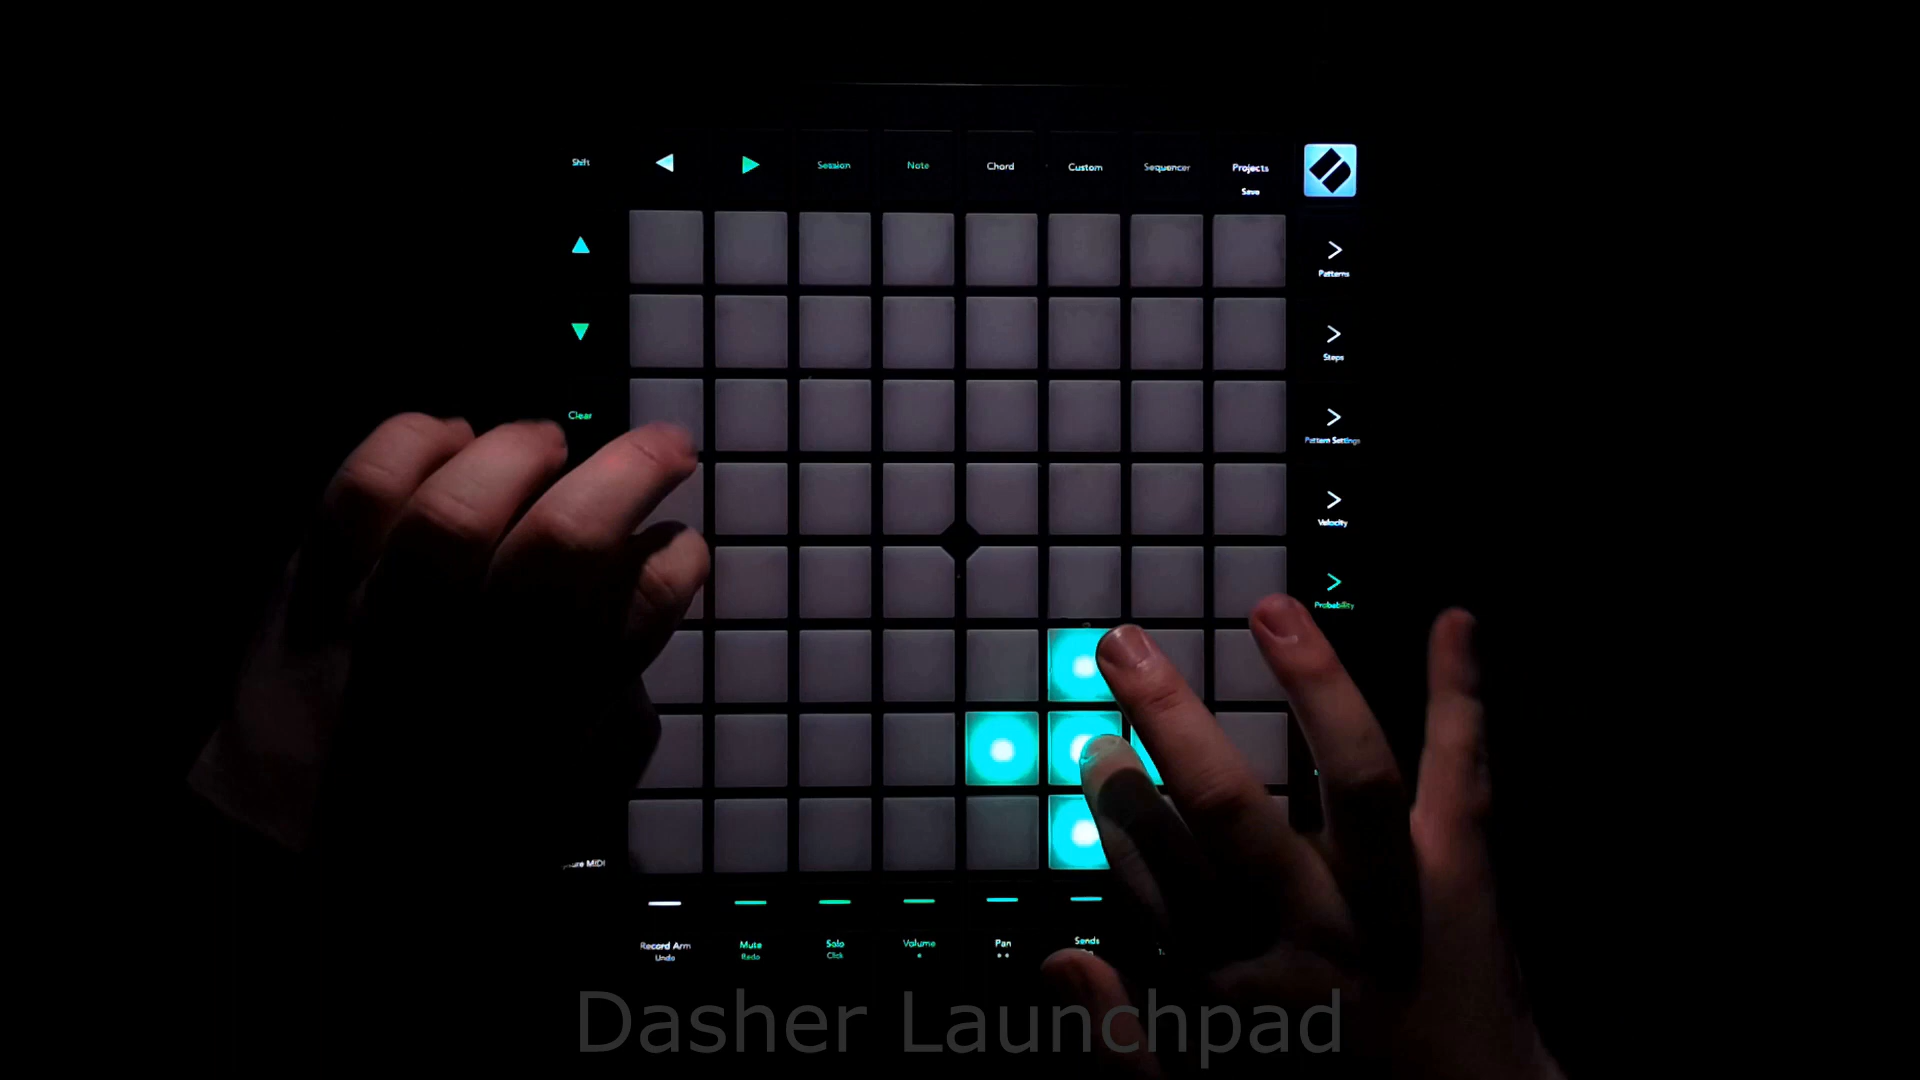 Shift
Session
Note
Chord
Custom
Sequencer
Projects
Save
Patterns
Steps
Clear
Pattern Settings
Velocity
Probability
MIDI
Record Arm
Undo
Mute
Redo
Solo
Click
Volume
Pan
Sends
Dasher Launchpad